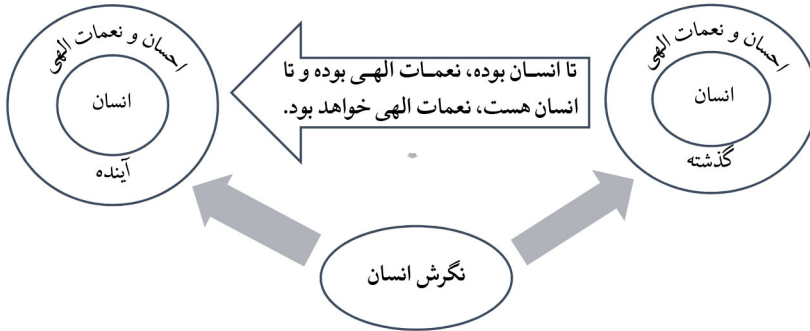 احسان و نعمات الهی
انسان
گذشته
تا انسان بوده، نعمات الهی بوده و تا
انسان هست، نعمات الهی خواهد بود.
احسان و نعمات الهی
انسان
آینده
نگرش انسان